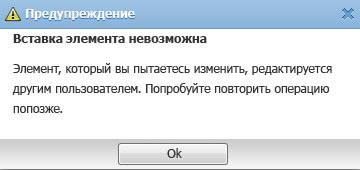 Предупреждение
Вставка элемента невозможна
Элемент, который вы пытаетесь изменить, редактируется
другим пользователем. Попробуйте повторить операцию
попозже.
Ok